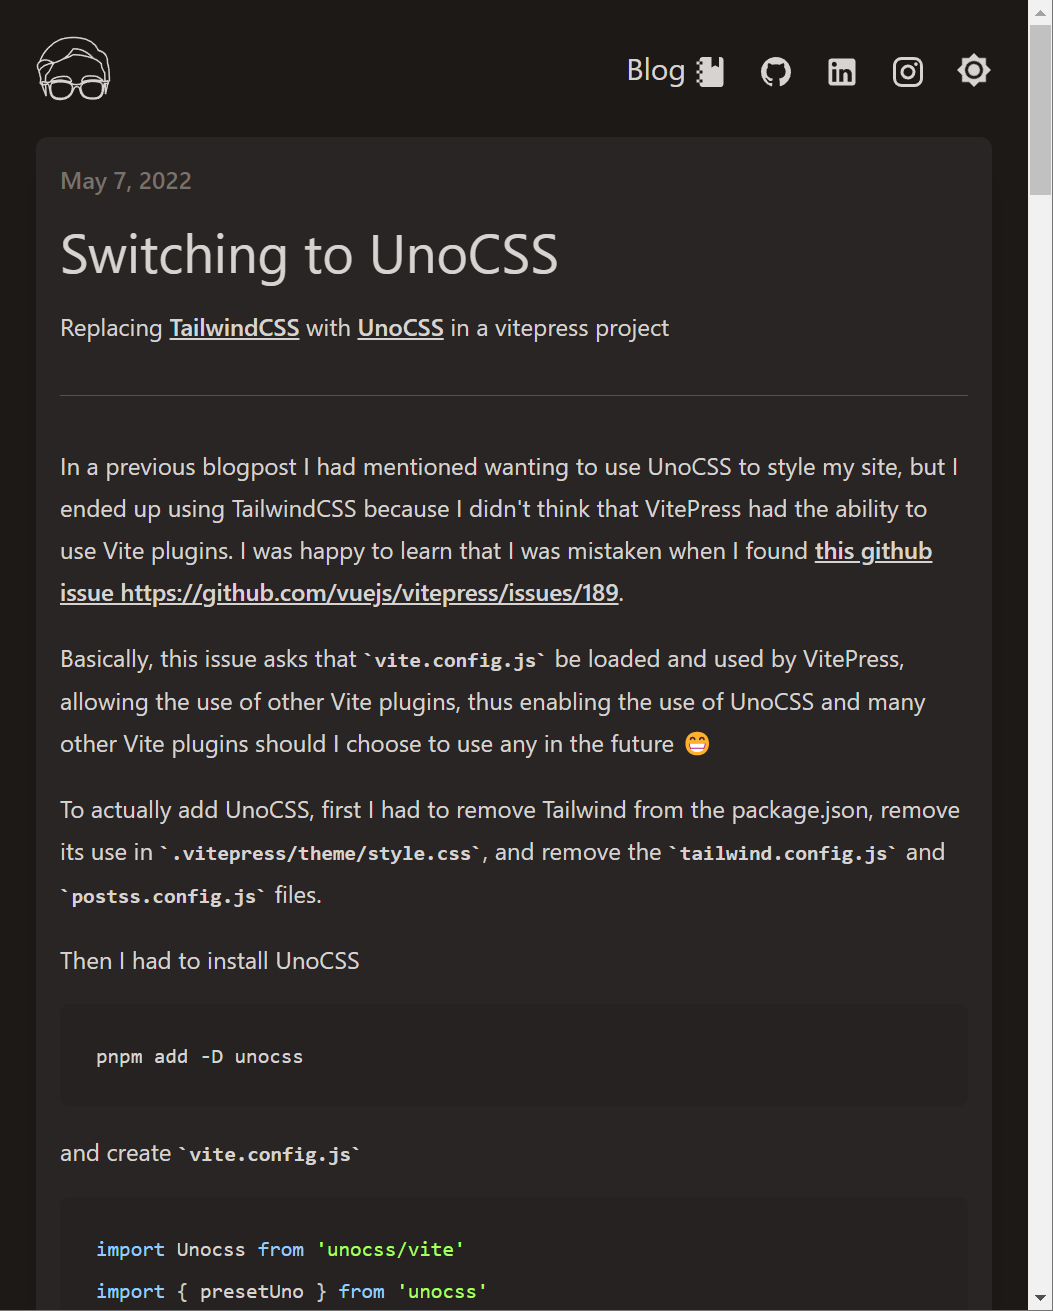 Blog
May 7, 2022
Switching to UnoCSS
Replacing TailwindCSS with UnoCSS in a vitepress project
In a previous blogpost I had mentioned wanting to use UnoCSS to style my site, but I
ended up using TailwindCSS because I didn't think that VitePress had the ability to
use Vite plugins. I was happy to learn that I was mistaken when I found this github
issue https://github.com/vuejs/vitepress/issues/189.
Basically, this issue asks that `vite.config.js` be loaded and used by VitePress,
allowing the use of other Vite plugins, thus enabling the use of UnoCSS and many
other Vite plugins should I choose to use any in the future 😁
To actually add UnoCSS, first I had to remove Tailwind from the package.json, remove
its use in `.vitepress/theme/style.css`, and remove the `tailwind.config.js` and
`postss.config.js` files.
Then I had to install UnoCSS
pnpm add -D unocss
and create `vite.config.js`
import Unocss from 'unocss/vite'
import { presetUno } from 'unocss'